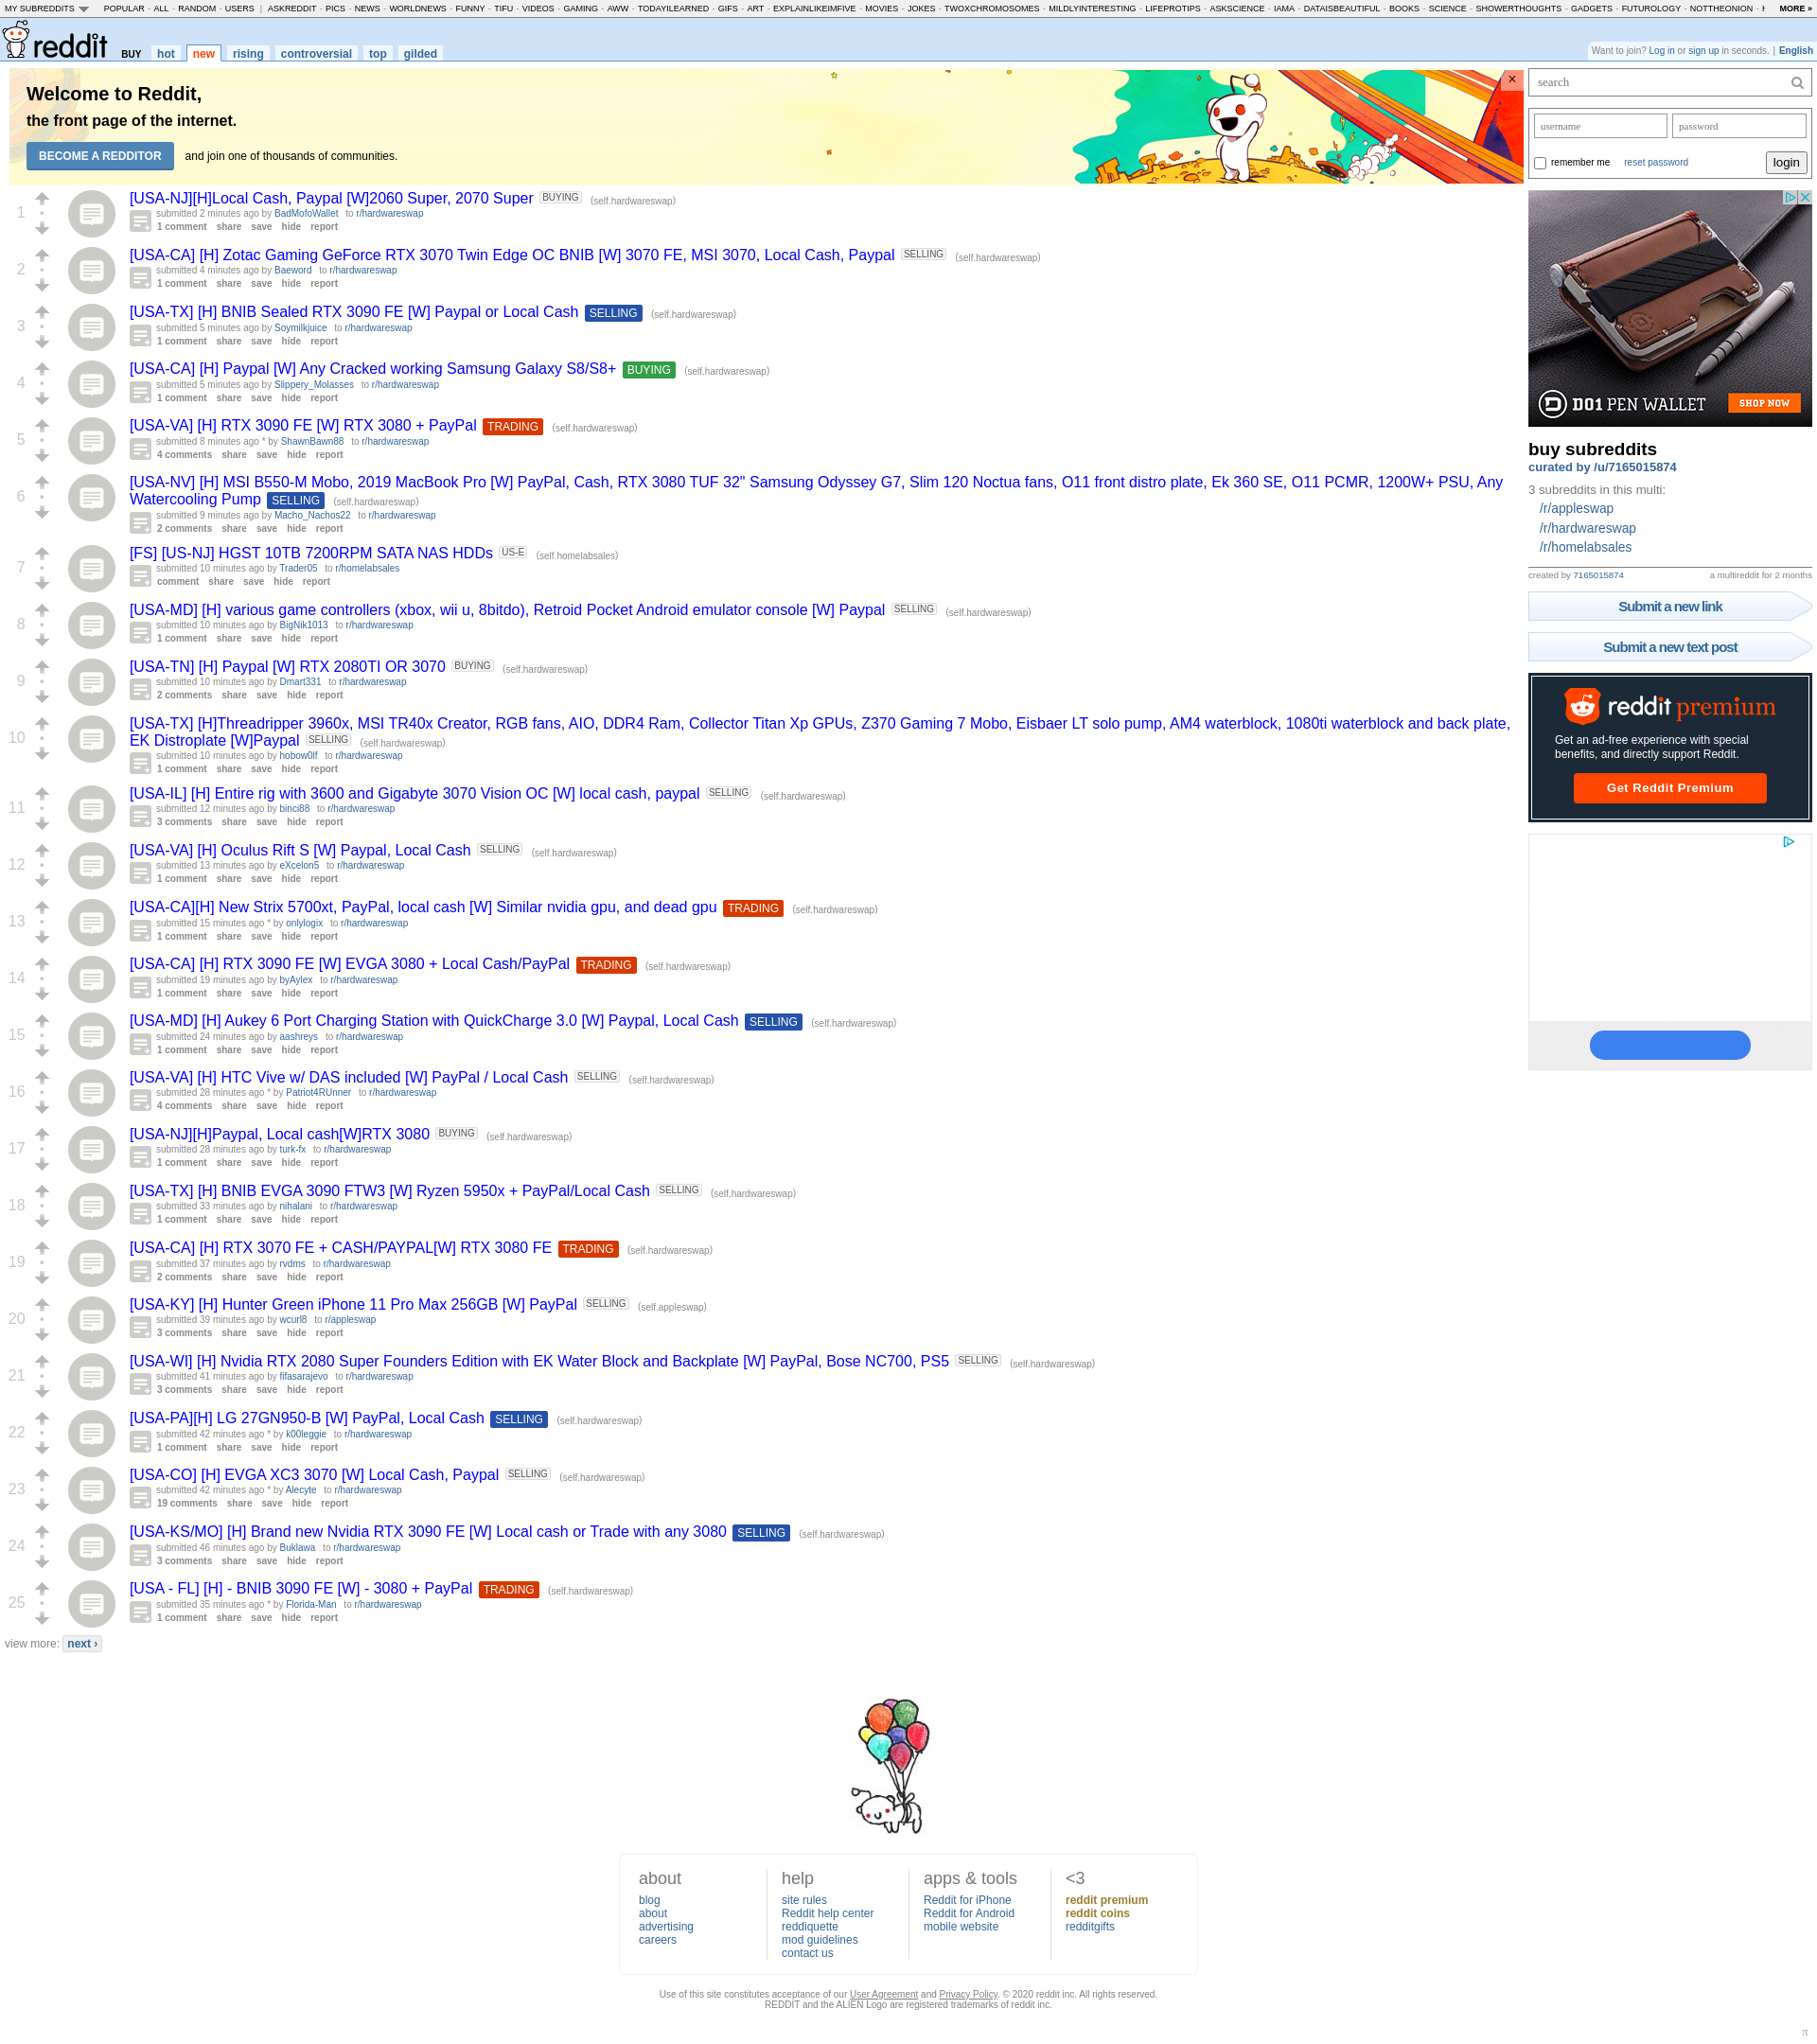 MY SUBREDDITS POPULAR - ALL - RANDOM - USERS | ASKREDDIT - PICS - NEWS - WORLDNEWS - FUNNY - TIFU - VIDEOS - GAMING - AWW - TODAYILEARNED - GIFS - ART - EXPLAINLIKEIMFIVE - MOVIES - JOKES - TWOXCHROMOSOMES - MILDLYINTERESTING - LIFEPROTIPS - ASKSCIENCE - IAMA - DATAISBEAUTIFUL - BOOKS - SCIENCE - SHOWERTHOUGHTS - GADGETS - FUTUROLOGY - NOTTHEONION - MORE »
reddit BUY hot new rising controversial top gilded
Want to join? Log in or sign up in seconds. | English
Welcome to Reddit,
the front page of the internet.
BECOME A REDDITOR and join one of thousands of communities.
×
1
[USA-NJ][H]Local Cash, Paypal [W]2060 Super, 2070 Super BUYING (self.hardwareswap)
submitted 2 minutes ago by BadMofoWallet to r/hardwareswap
1 comment share save hide report
2
[USA-CA] [H] Zotac Gaming GeForce RTX 3070 Twin Edge OC BNIB [W] 3070 FE, MSI 3070, Local Cash, Paypal SELLING (self.hardwareswap)
submitted 4 minutes ago by Baeword to r/hardwareswap
1 comment share save hide report
3
[USA-TX] [H] BNIB Sealed RTX 3090 FE [W] Paypal or Local Cash SELLING (self.hardwareswap)
submitted 5 minutes ago by Soymilkjuice to r/hardwareswap
1 comment share save hide report
4
[USA-CA] [H] Paypal [W] Any Cracked working Samsung Galaxy S8/S8+ BUYING (self.hardwareswap)
submitted 5 minutes ago by Slippery_Molasses to r/hardwareswap
1 comment share save hide report
5
[USA-VA] [H] RTX 3090 FE [W] RTX 3080 + PayPal TRADING (self.hardwareswap)
submitted 8 minutes ago * by ShawnBawn88 to r/hardwareswap
4 comments share save hide report
6
[USA-NV] [H] MSI B550-M Mobo, 2019 MacBook Pro [W] PayPal, Cash, RTX 3080 TUF 32" Samsung Odyssey G7, Slim 120 Noctua fans, O11 front distro plate, Ek 360 SE, O11 PCMR, 1200W+ PSU, Any
Watercooling Pump SELLING (self.hardwareswap)
submitted 9 minutes ago by Macho_Nachos22 to r/hardwareswap
2 comments share save hide report
7
[FS] [US-NJ] HGST 10TB 7200RPM SATA NAS HDDs US-E (self.homelabsales)
submitted 10 minutes ago by Trader05 to r/homelabsales
comment share save hide report
8
[USA-MD] [H] various game controllers (xbox, wii u, 8bitdo), Retroid Pocket Android emulator console [W] Paypal SELLING (self.hardwareswap)
submitted 10 minutes ago by BigNik1013 to r/hardwareswap
1 comment share save hide report
9
[USA-TN] [H] Paypal [W] RTX 2080TI OR 3070 BUYING (self.hardwareswap)
submitted 10 minutes ago by Dmart331 to r/hardwareswap
2 comments share save hide report
10
[USA-TX] [H]Threadripper 3960x, MSI TR40x Creator, RGB fans, AIO, DDR4 Ram, Collector Titan Xp GPUs, Z370 Gaming 7 Mobo, Eisbaer LT solo pump, AM4 waterblock, 1080ti waterblock and back plate,
EK Distroplate [W]Paypal SELLING (self.hardwareswap)
submitted 10 minutes ago by hobow0lf to r/hardwareswap
1 comment share save hide report
11
[USA-IL] [H] Entire rig with 3600 and Gigabyte 3070 Vision OC [W] local cash, paypal SELLING (self.hardwareswap)
submitted 12 minutes ago by binci88 to r/hardwareswap
3 comments share save hide report
12
[USA-VA] [H] Oculus Rift S [W] Paypal, Local Cash SELLING (self.hardwareswap)
submitted 13 minutes ago by eXcelon5 to r/hardwareswap
1 comment share save hide report
13
[USA-CA][H] New Strix 5700xt, PayPal, local cash [W] Similar nvidia gpu, and dead gpu TRADING (self.hardwareswap)
submitted 15 minutes ago * by onlylogix to r/hardwareswap
1 comment share save hide report
14
[USA-CA] [H] RTX 3090 FE [W] EVGA 3080 + Local Cash/PayPal TRADING (self.hardwareswap)
submitted 19 minutes ago by byAylex to r/hardwareswap
1 comment share save hide report
15
[USA-MD] [H] Aukey 6 Port Charging Station with QuickCharge 3.0 [W] Paypal, Local Cash SELLING (self.hardwareswap)
submitted 24 minutes ago by aashreys to r/hardwareswap
1 comment share save hide report
16
[USA-VA] [H] HTC Vive w/ DAS included [W] PayPal / Local Cash SELLING (self.hardwareswap)
submitted 28 minutes ago * by Patriot4RUnner to r/hardwareswap
4 comments share save hide report
17
[USA-NJ][H]Paypal, Local cash[W]RTX 3080 BUYING (self.hardwareswap)
submitted 28 minutes ago by turk-fx to r/hardwareswap
1 comment share save hide report
18
[USA-TX] [H] BNIB EVGA 3090 FTW3 [W] Ryzen 5950x + PayPal/Local Cash SELLING (self.hardwareswap)
submitted 33 minutes ago by nihalani to r/hardwareswap
1 comment share save hide report
19
[USA-CA] [H] RTX 3070 FE + CASH/PAYPAL[W] RTX 3080 FE TRADING (self.hardwareswap)
submitted 37 minutes ago by rvdms to r/hardwareswap
2 comments share save hide report
20
[USA-KY] [H] Hunter Green iPhone 11 Pro Max 256GB [W] PayPal SELLING (self.appleswap)
submitted 39 minutes ago by wcurl8 to r/appleswap
3 comments share save hide report
21
[USA-WI] [H] Nvidia RTX 2080 Super Founders Edition with EK Water Block and Backplate [W] PayPal, Bose NC700, PS5 SELLING (self.hardwareswap)
submitted 41 minutes ago by fifasarajevo to r/hardwareswap
3 comments share save hide report
22
[USA-PA][H] LG 27GN950-B [W] PayPal, Local Cash SELLING (self.hardwareswap)
submitted 42 minutes ago * by k00leggie to r/hardwareswap
1 comment share save hide report
23
[USA-CO] [H] EVGA XC3 3070 [W] Local Cash, Paypal SELLING (self.hardwareswap)
submitted 42 minutes ago * by Alecyte to r/hardwareswap
19 comments share save hide report
24
[USA-KS/MO] [H] Brand new Nvidia RTX 3090 FE [W] Local cash or Trade with any 3080 SELLING (self.hardwareswap)
submitted 46 minutes ago by Buklawa to r/hardwareswap
3 comments share save hide report
25
[USA - FL] [H] - BNIB 3090 FE [W] - 3080 + PayPal TRADING (self.hardwareswap)
submitted 35 minutes ago * by Florida-Man to r/hardwareswap
1 comment share save hide report
view more: next ›
search
username password
remember me reset password login
D01 PEN WALLET SHOP NOW
buy subreddits
curated by /u/7165015874
3 subreddits in this multi:
/r/appleswap
/r/hardwareswap
/r/homelabsales
created by 7165015874 a multireddit for 2 months
Submit a new link
Submit a new text post
reddit premium
Get an ad-free experience with special
benefits, and directly support Reddit.
Get Reddit Premium
about
blog
about
advertising
careers
help
site rules
Reddit help center
reddiquette
mod guidelines
contact us
apps & tools
Reddit for iPhone
Reddit for Android
mobile website
<3
reddit premium
reddit coins
redditgifts
Use of this site constitutes acceptance of our User Agreement and Privacy Policy. © 2020 reddit inc. All rights reserved.
REDDIT and the ALIEN Logo are registered trademarks of reddit inc.
π